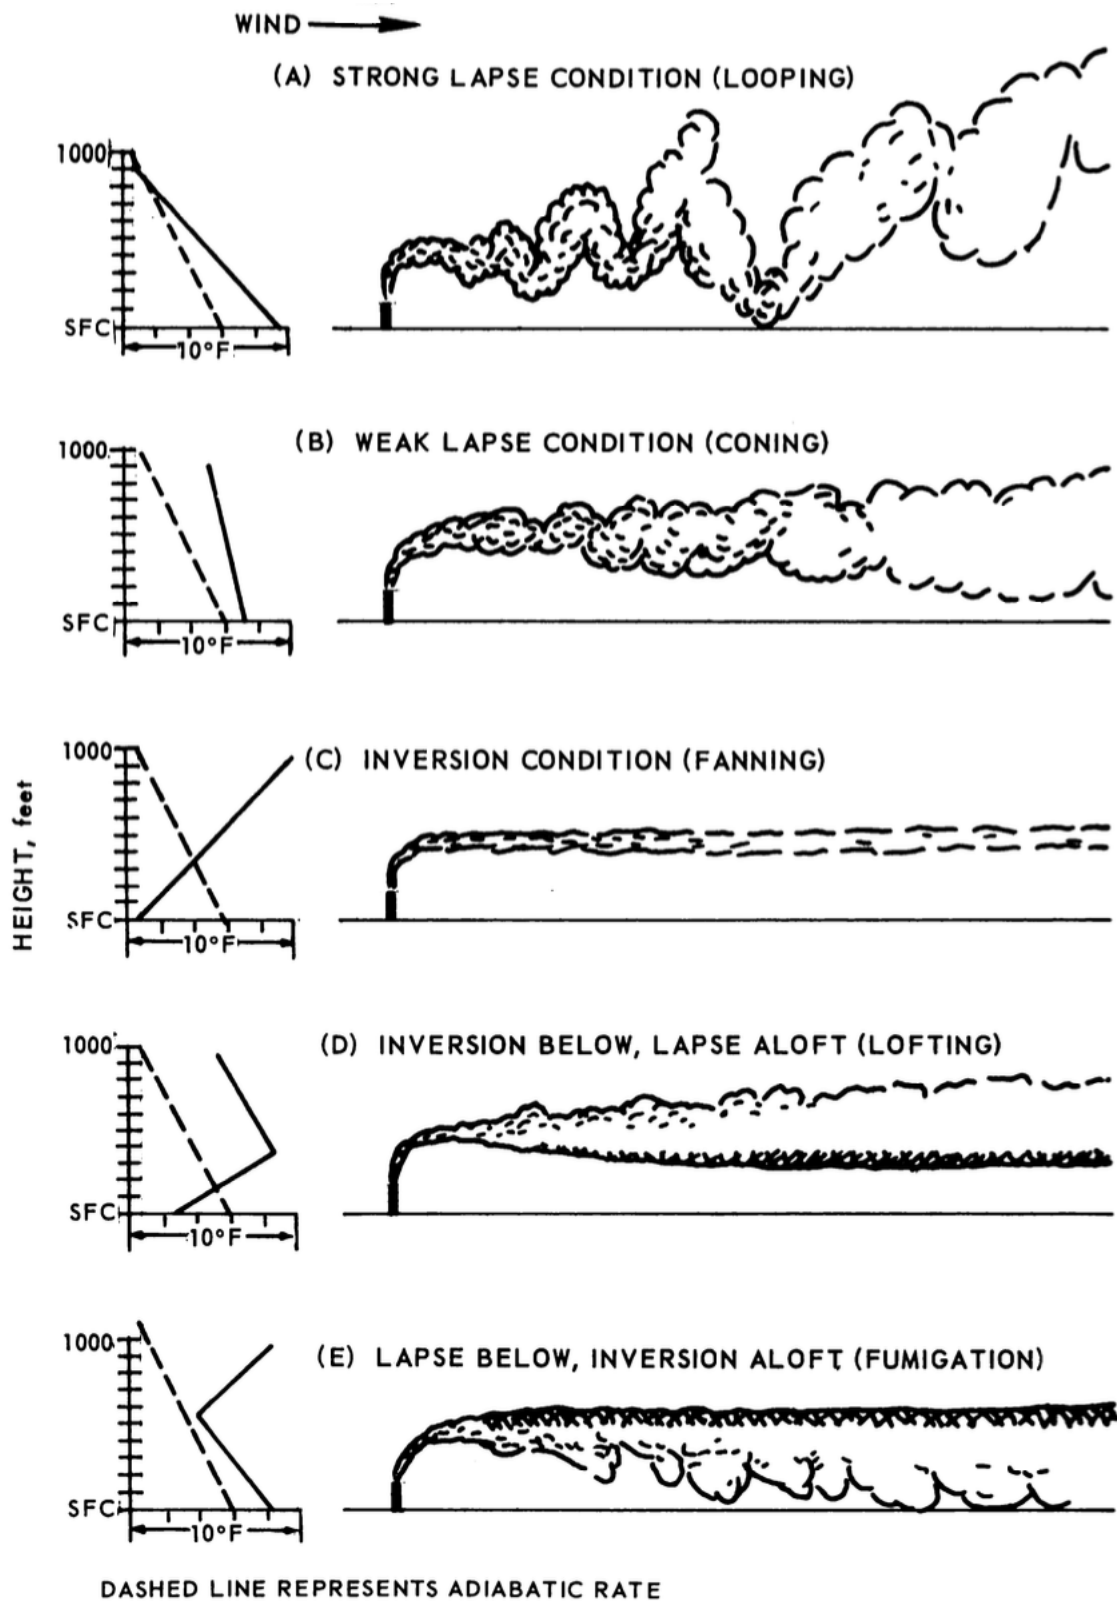 WIND
(A) STRONG LAPSE CONDITION (LOOPING)
1000
SFC
10°F
(B) WEAK LAPSE CONDITION (CONING)
1000
SFC
10°F
(C) INVERSION CONDITION (FANNING)
1000
SFC
10°F
HEIGHT, feet
(D) INVERSION BELOW, LAPSE ALOFT (LOFTING)
1000
SFC
10°F
(E) LAPSE BELOW, INVERSION ALOFT (FUMIGATION)
1000
SFC
10°F
DASHED LINE REPRESENTS ADIABATIC RATE